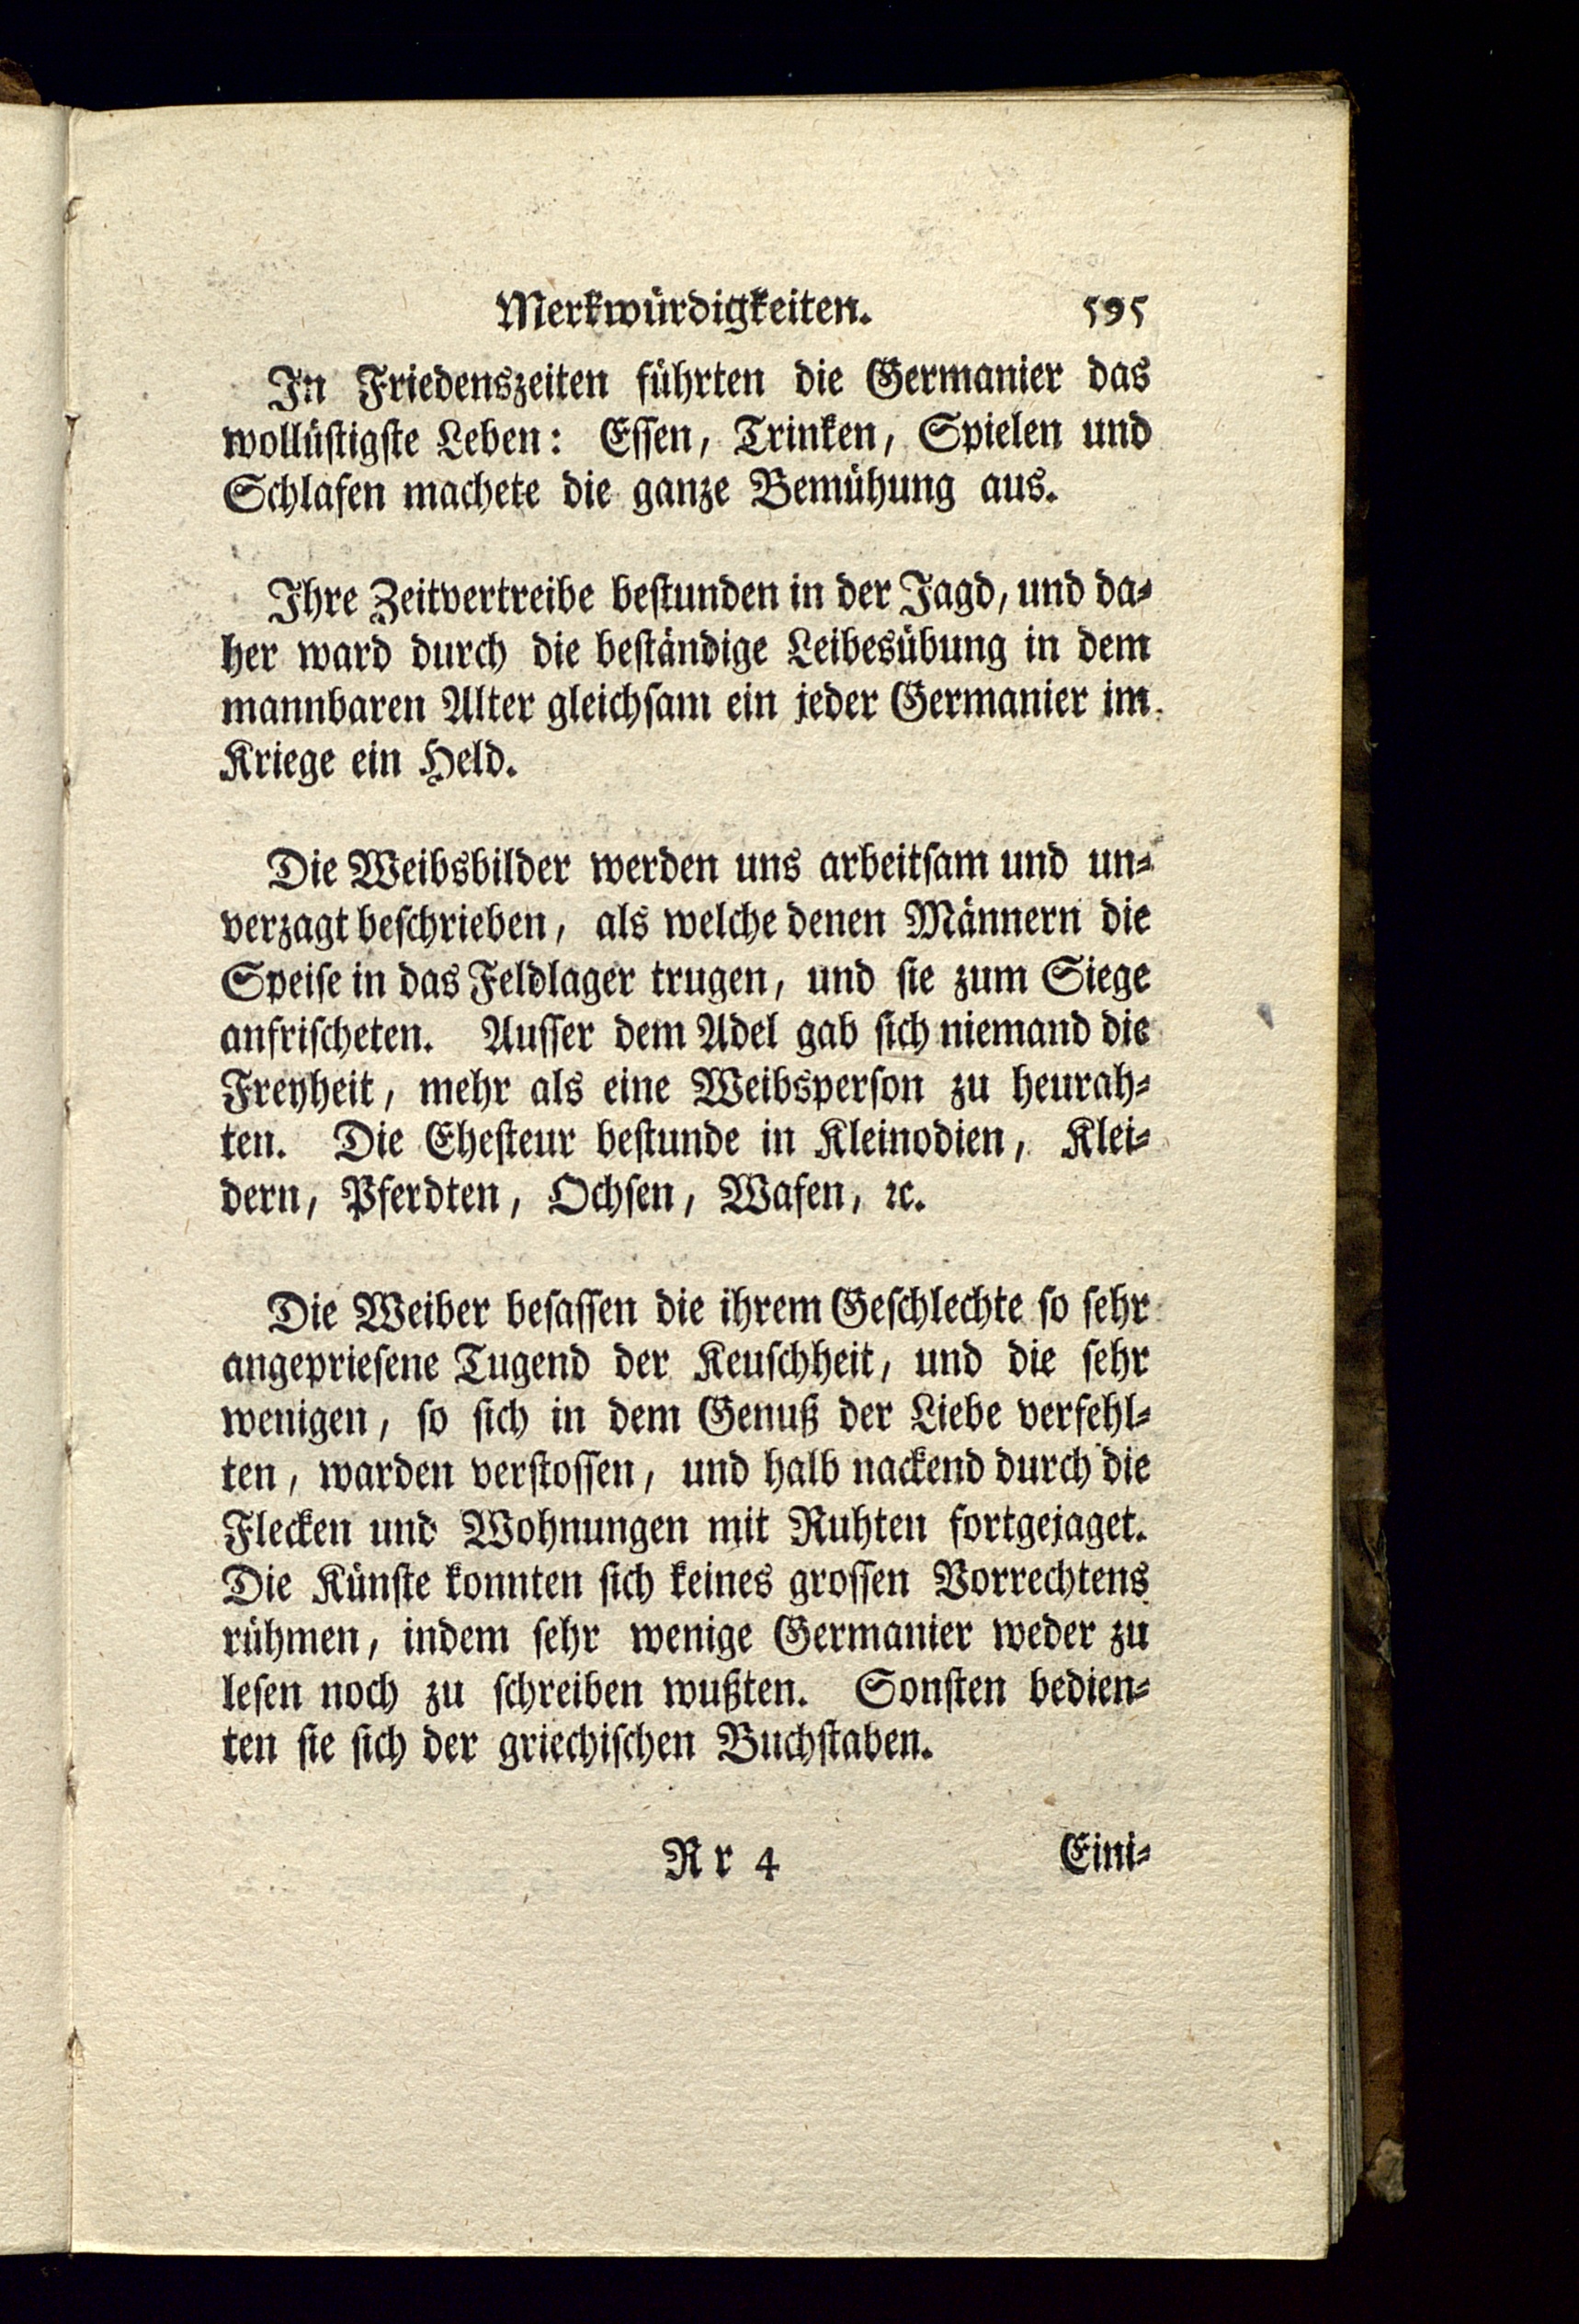 Merkwürdigkeiten. 595
In Friedenszeiten führten die Germanier das
wollüstigste Leben: Essen, Trinken, Spielen und
Schlafen machete die ganze Bemühung aus.
Ihre Zeitvertreibe bestunden in der Jagd, und da⸗
her ward durch die beständige Leibesübung in dem
mannbaren Alter gleichsam ein jeder Germanier im
Kriege ein Held.
Die Weibsbilder werden uns arbeitsam und un⸗
verzagt beschrieben, als welche denen Männern die
Speise in das Feldlager trugen, und sie zum Siege
anfrischeten. Ausser dem Adel gab sich niemand die
Freyheit, mehr als eine Weibsperson zu heurah⸗
ten. Die Ehesteur bestunde in Kleinodien, Klei⸗
dern, Pferdten, Ochsen, Wafen, ꝛc.
Die Weiber besassen die ihrem Geschlechte so sehr
angepriesene Tugend der Keuschheit, und die sehr
wenigen, so sich in dem Genuß der Liebe verfehl⸗
ten, warden verstossen, und halb nackend durch die
Flecken und Wohnungen mit Ruhten fortgejaget.
Die Künste konnten sich keines grossen Vorrechtens
rühmen, indem sehr wenige Germanier weder zu
lesen noch zu schreiben wußten. Sonsten bedien⸗
ten sie sich der griechischen Buchstaben.
Rr 4 Eini⸗